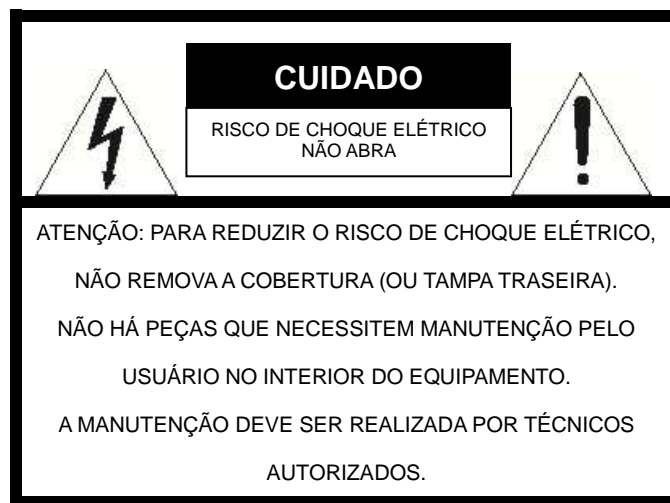 CUIDADO
RISCO DE CHOQUE ELÉTRICO
NÃO ABRA
ATENÇÃO: PARA REDUZIR O RISCO DE CHOQUE ELÉTRICO,
NÃO REMOVA A COBERTURA (OU TAMPA TRASEIRA).
NÃO HÁ PEÇAS QUE NECESSITEM MANUTENÇÃO PELO
USUÁRIO NO INTERIOR DO EQUIPAMENTO.
A MANUTENÇÃO DEVE SER REALIZADA POR TÉCNICOS
AUTORIZADOS.